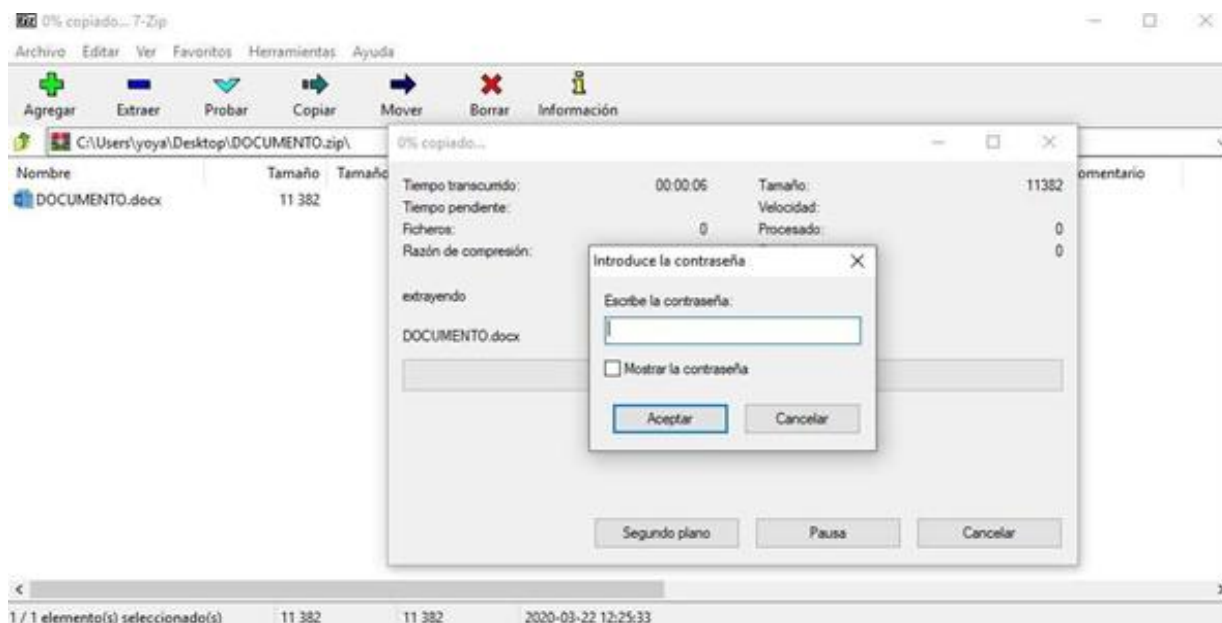 0% copiado... 7-Zip
Archivo Editar Ver Favoritos Herramientas Ayuda
Agregar Extraer Probar Copiar Mover Borrar Información
C:\Users\yoya\Desktop\DOCUMENTO.zip\
Nombre Tamaño Tamaño omentario
DOCUMENTO.docx 11 382
0% copiado...
Tiempo transcurrido: 00:00:06 Tamaño: 11382
Tiempo pendiente: Velocidad:
Ficheros: 0 Procesado: 0
Razón de compresión: 0
extrayendo
DOCUMENTO.docx
Introduce la contraseña
Escribe la contraseña:
Mostrar la contraseña
Aceptar Cancelar
Segundo plano Pausa Cancelar
1 / 1 elemento(s) seleccionado(s) 11 382 11 382 2020-03-22 12:25:33